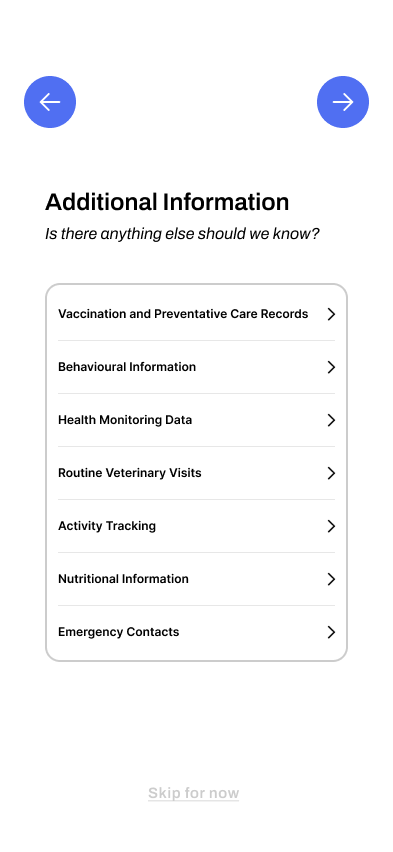 Additional Information
Is there anything else should we know?
Vaccination and Preventative Care Records
Behavioural Information
Health Monitoring Data
Routine Veterinary Visits
Activity Tracking
Nutritional Information
Emergency Contacts
Skip for now